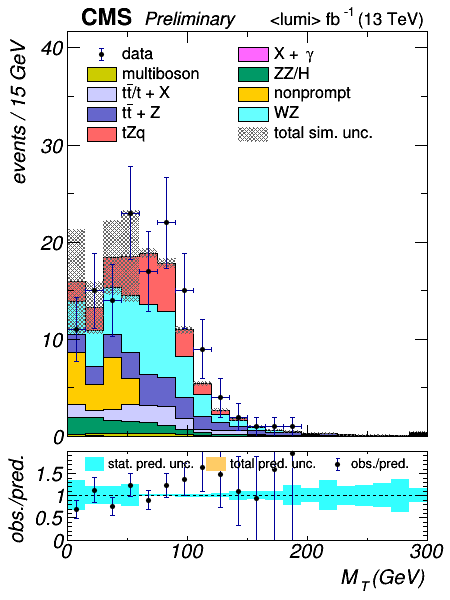 CMS Preliminary <lumi> fb⁻¹ (13 TeV)
events / 15 GeV
40
30
20
10
0
data
multiboson
tt̄/t + X
tt̄ + Z
tZq
X + γ
ZZ/H
nonprompt
WZ
total sim. unc.
obs./pred.
1.5
1
0.5
0
stat. pred. unc. total pred. unc. obs./pred.
0 100 200 300
M_T (GeV)